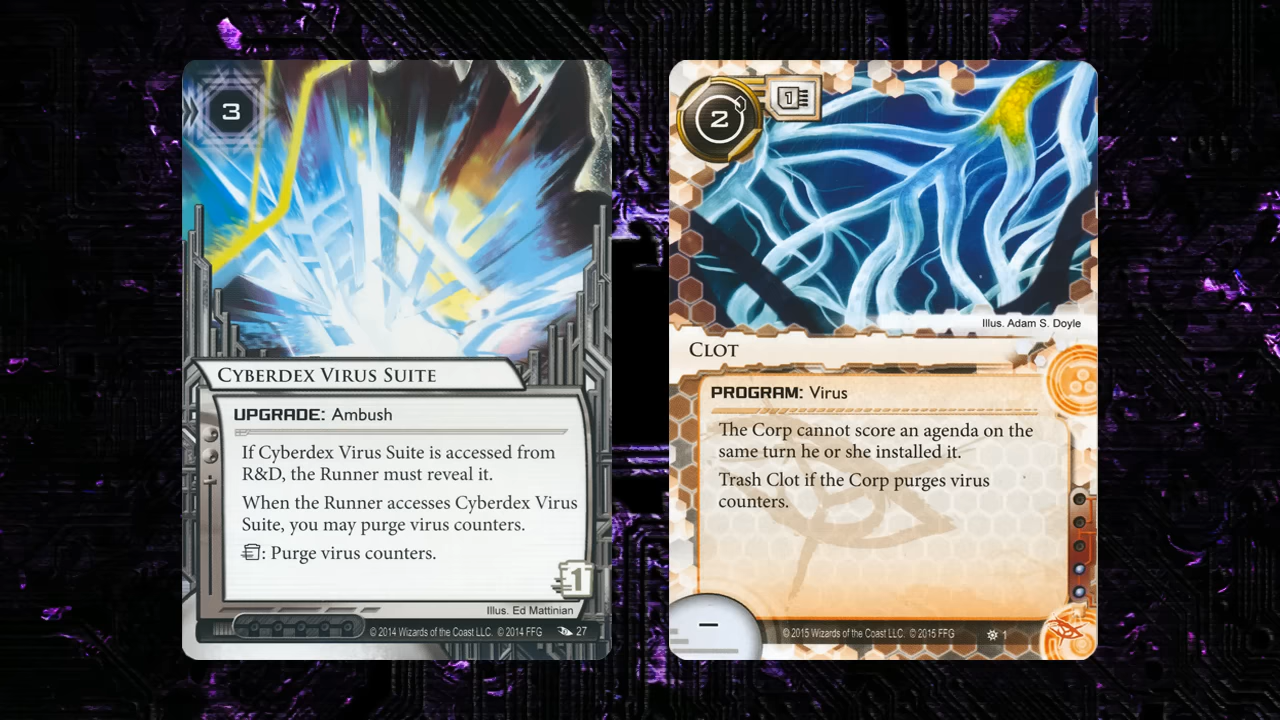 3
CYBERDEX VIRUS SUITE
UPGRADE: Ambush
If Cyberdex Virus Suite is accessed from
R&D, the Runner must reveal it.
When the Runner accesses Cyberdex Virus
Suite, you may purge virus counters.
: Purge virus counters.
1
Illus. Ed Mattinian
© 2014 Wizards of the Coast LLC. © 2014 FFG 27
2
1
Illus. Adam S. Doyle
CLOT
PROGRAM: Virus
The Corp cannot score an agenda on the
same turn he or she installed it.
Trash Clot if the Corp purges virus
counters.
–
© 2015 Wizards of the Coast LLC. © 2015 FFG 1